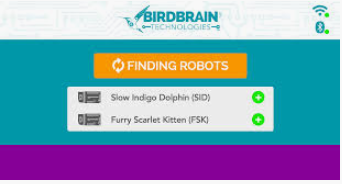 BIRDBRAIN
TECHNOLOGIES
FINDING ROBOTS
Slow Indigo Dolphin (SID)
Furry Scarlet Kitten (FSK)